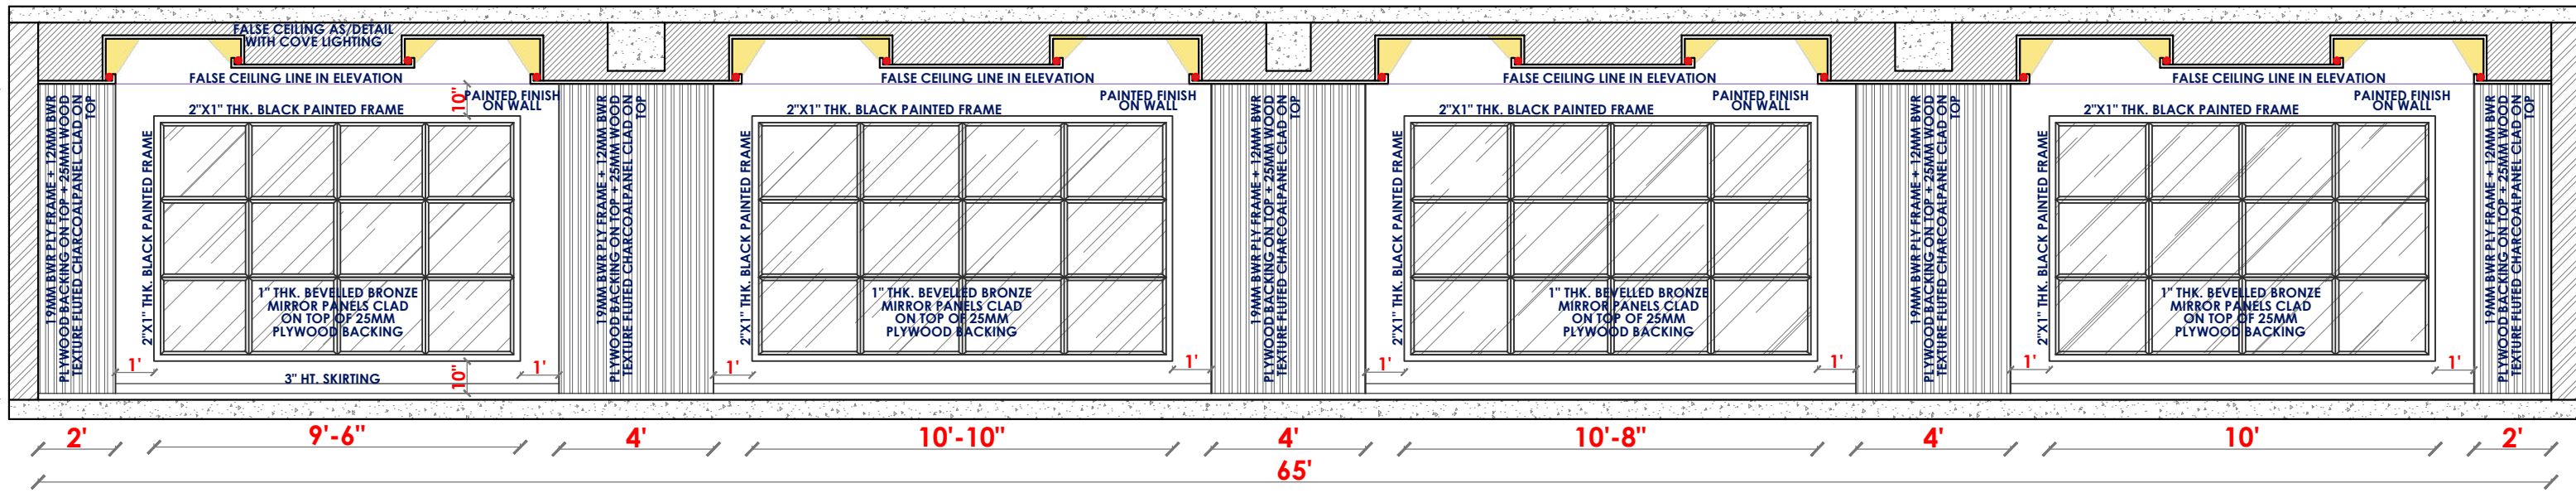 FALSE CEILING AS/DETAIL
WITH COVE LIGHTING
FALSE CEILING LINE IN ELEVATION
FALSE CEILING LINE IN ELEVATION
FALSE CEILING LINE IN ELEVATION
FALSE CEILING LINE IN ELEVATION
10"
PAINTED FINISH
ON WALL
PAINTED FINISH
ON WALL
PAINTED FINISH
ON WALL
PAINTED FINISH
ON WALL
2"X1" THK. BLACK PAINTED FRAME
2"X1" THK. BLACK PAINTED FRAME
2"X1" THK. BLACK PAINTED FRAME
2"X1" THK. BLACK PAINTED FRAME
19MM BWR PLY FRAME + 12MM BWR
PLYWOOD BACKING ON TOP + 25MM WOOD
TEXTURE FLUTED CHARCOALPANEL CLAD ON
TOP
2"X1" THK. BLACK PAINTED FRAME
19MM BWR PLY FRAME + 12MM BWR
PLYWOOD BACKING ON TOP + 25MM WOOD
TEXTURE FLUTED CHARCOALPANEL CLAD ON
TOP
2"X1" THK. BLACK PAINTED FRAME
19MM BWR PLY FRAME + 12MM BWR
PLYWOOD BACKING ON TOP + 25MM WOOD
TEXTURE FLUTED CHARCOALPANEL CLAD ON
TOP
2"X1" THK. BLACK PAINTED FRAME
19MM BWR PLY FRAME + 12MM BWR
PLYWOOD BACKING ON TOP + 25MM WOOD
TEXTURE FLUTED CHARCOALPANEL CLAD ON
TOP
2"X1" THK. BLACK PAINTED FRAME
19MM BWR PLY FRAME + 12MM BWR
PLYWOOD BACKING ON TOP + 25MM WOOD
TEXTURE FLUTED CHARCOALPANEL CLAD ON
TOP
1" THK. BEVELLED BRONZE
MIRROR PANELS CLAD
ON TOP OF 25MM
PLYWOOD BACKING
1" THK. BEVELLED BRONZE
MIRROR PANELS CLAD
ON TOP OF 25MM
PLYWOOD BACKING
1" THK. BEVELLED BRONZE
MIRROR PANELS CLAD
ON TOP OF 25MM
PLYWOOD BACKING
1" THK. BEVELLED BRONZE
MIRROR PANELS CLAD
ON TOP OF 25MM
PLYWOOD BACKING
1'
1'
1'
1'
1'
1'
1'
1'
3" HT. SKIRTING
10"
2'
9'-6"
4'
10'-10"
4'
10'-8"
4'
10'
2'
65'